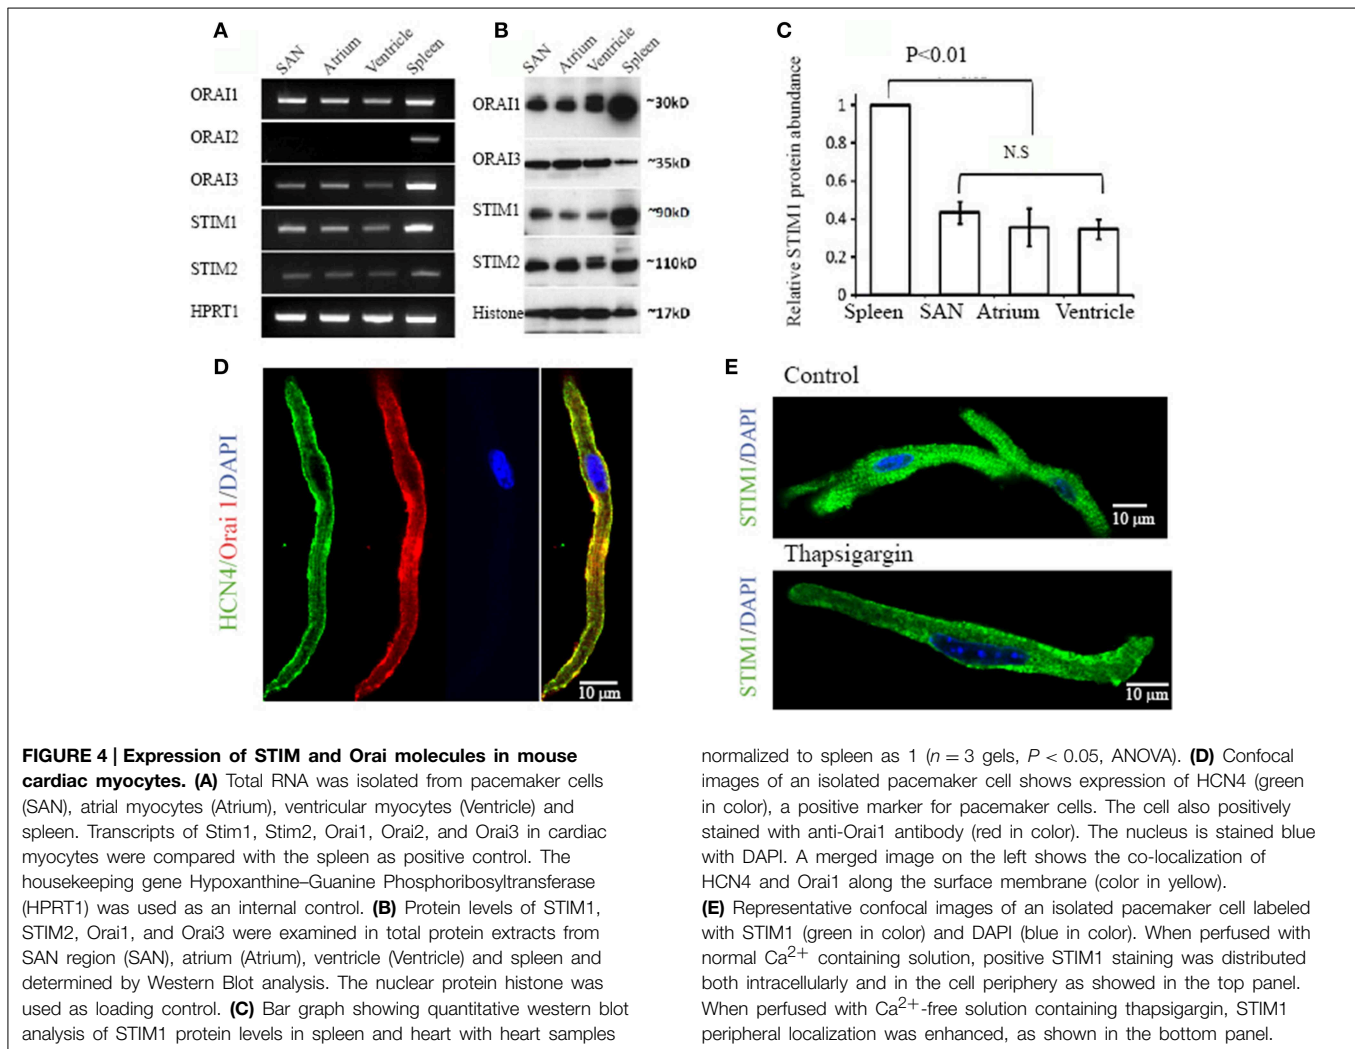 A
SAN
Atrium
Ventricle
Spleen
ORAI1
ORAI2
ORAI3
STIM1
STIM2
HPRT1
B
SAN
Atrium
Ventricle
Spleen
ORAI1
~30kD
ORAI3
~35kD
STIM1
~90kD
STIM2
~110kD
Histone
~17kD
C
P<0.01
N.S
Relative STIM1 protein abundance
1
0.8
0.6
0.4
0.2
0
Spleen SAN Atrium Ventricle
D
HCN4/Orai 1/DAPI
10 μm
E
Control
STIM1/DAPI
10 μm
Thapsigargin
STIM1/DAPI
10 μm
FIGURE 4 | Expression of STIM and Orai molecules in mouse
cardiac myocytes. (A) Total RNA was isolated from pacemaker cells
(SAN), atrial myocytes (Atrium), ventricular myocytes (Ventricle) and
spleen. Transcripts of Stim1, Stim2, Orai1, Orai2, and Orai3 in cardiac
myocytes were compared with the spleen as positive control. The
housekeeping gene Hypoxanthine–Guanine Phosphoribosyltransferase
(HPRT1) was used as an internal control. (B) Protein levels of STIM1,
STIM2, Orai1, and Orai3 were examined in total protein extracts from
SAN region (SAN), atrium (Atrium), ventricle (Ventricle) and spleen and
determined by Western Blot analysis. The nuclear protein histone was
used as loading control. (C) Bar graph showing quantitative western blot
analysis of STIM1 protein levels in spleen and heart with heart samples
normalized to spleen as 1 (n = 3 gels, P < 0.05, ANOVA). (D) Confocal
images of an isolated pacemaker cell shows expression of HCN4 (green
in color), a positive marker for pacemaker cells. The cell also positively
stained with anti-Orai1 antibody (red in color). The nucleus is stained blue
with DAPI. A merged image on the left shows the co-localization of
HCN4 and Orai1 along the surface membrane (color in yellow).
(E) Representative confocal images of an isolated pacemaker cell labeled
with STIM1 (green in color) and DAPI (blue in color). When perfused with
normal Ca²⁺ containing solution, positive STIM1 staining was distributed
both intracellularly and in the cell periphery as showed in the top panel.
When perfused with Ca²⁺-free solution containing thapsigargin, STIM1
peripheral localization was enhanced, as shown in the bottom panel.